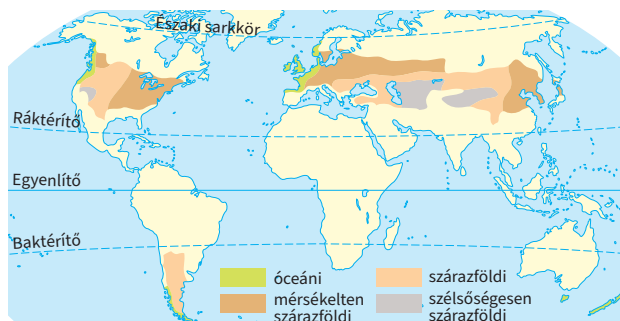 Északi sarkkör
Ráktérítő
Egyenlítő
Baktérítő
óceáni
mérsékelten
szárazföldi
szárazföldi
szélsőségesen
szárazföldi